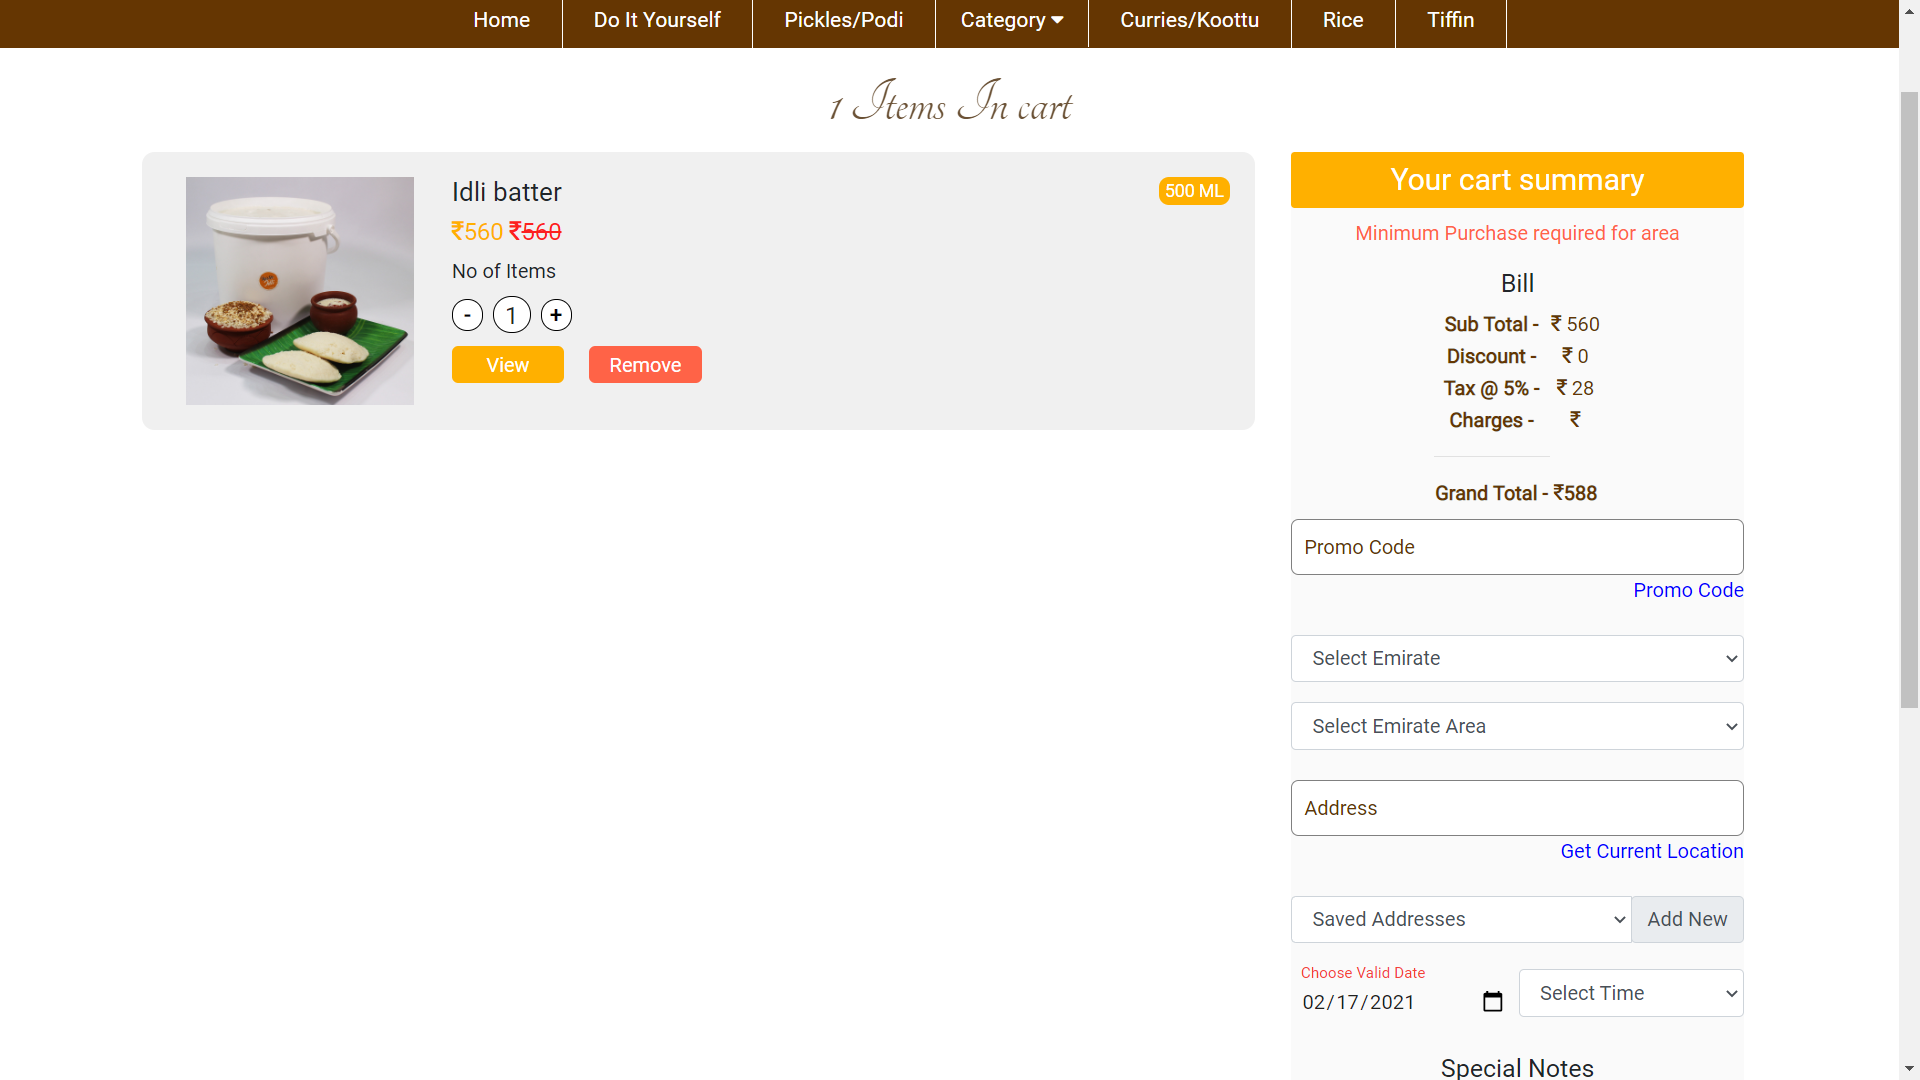 Home
Do It Yourself
Pickles/Podi
Category
Curries/Koottu
Rice
Tiffin
1 Items In cart
Idli batter
500 ML
₹560 ₹560
No of Items
- 1 +
View
Remove
Your cart summary
Minimum Purchase required for area
Bill
Sub Total - ₹ 560
Discount - ₹ 0
Tax @ 5% - ₹ 28
Charges - ₹
Grand Total - ₹588
Promo Code
Promo Code
Select Emirate
Select Emirate Area
Address
Get Current Location
Saved Addresses
Add New
Choose Valid Date
02/17/2021
Select Time
Special Notes